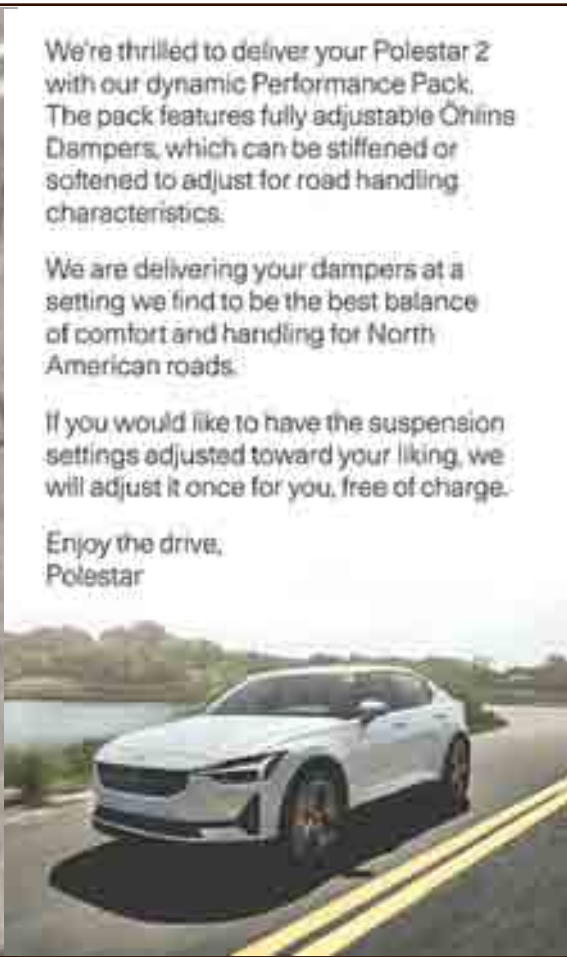 We're thrilled to deliver your Polestar 2
with our dynamic Performance Pack.
The pack features fully adjustable Öhlins
Dampers, which can be stiffened or
softened to adjust for road handling
characteristics.
We are delivering your dampers at a
setting we find to be the best balance
of comfort and handling for North
American roads.
If you would like to have the suspension
settings adjusted toward your liking, we
will adjust it once for you, free of charge.
Enjoy the drive,
Polestar